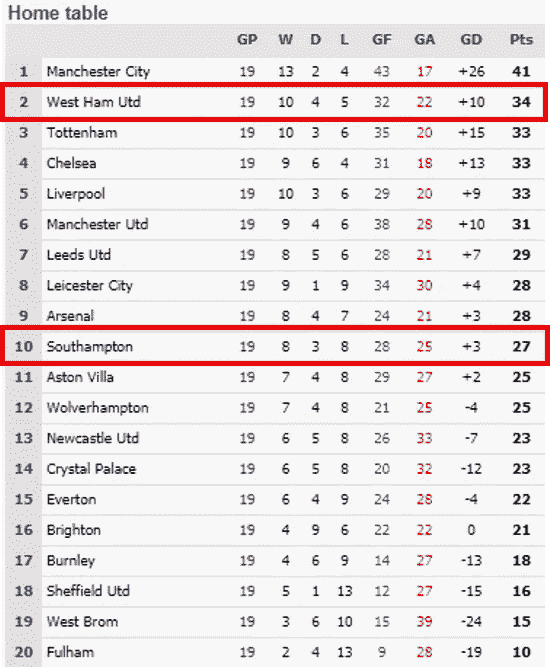 Home table
GP W D L GF GA GD Pts
1 Manchester City 19 13 2 4 43 17 +26 41
2 West Ham Utd 19 10 4 5 32 22 +10 34
3 Tottenham 19 10 3 6 35 20 +15 33
4 Chelsea 19 9 6 4 31 18 +13 33
5 Liverpool 19 10 3 6 29 20 +9 33
6 Manchester Utd 19 9 4 6 38 28 +10 31
7 Leeds Utd 19 8 5 6 28 21 +7 29
8 Leicester City 19 9 1 9 34 30 +4 28
9 Arsenal 19 8 4 7 24 21 +3 28
10 Southampton 19 8 3 8 28 25 +3 27
11 Aston Villa 19 7 4 8 29 27 +2 25
12 Wolverhampton 19 7 4 8 21 25 -4 25
13 Newcastle Utd 19 6 5 8 26 33 -7 23
14 Crystal Palace 19 6 5 8 20 32 -12 23
15 Everton 19 6 4 9 24 28 -4 22
16 Brighton 19 4 9 6 22 22 0 21
17 Burnley 19 4 6 9 14 27 -13 18
18 Sheffield Utd 19 5 1 13 12 27 -15 16
19 West Brom 19 3 6 10 15 39 -24 15
20 Fulham 19 2 4 13 9 28 -19 10